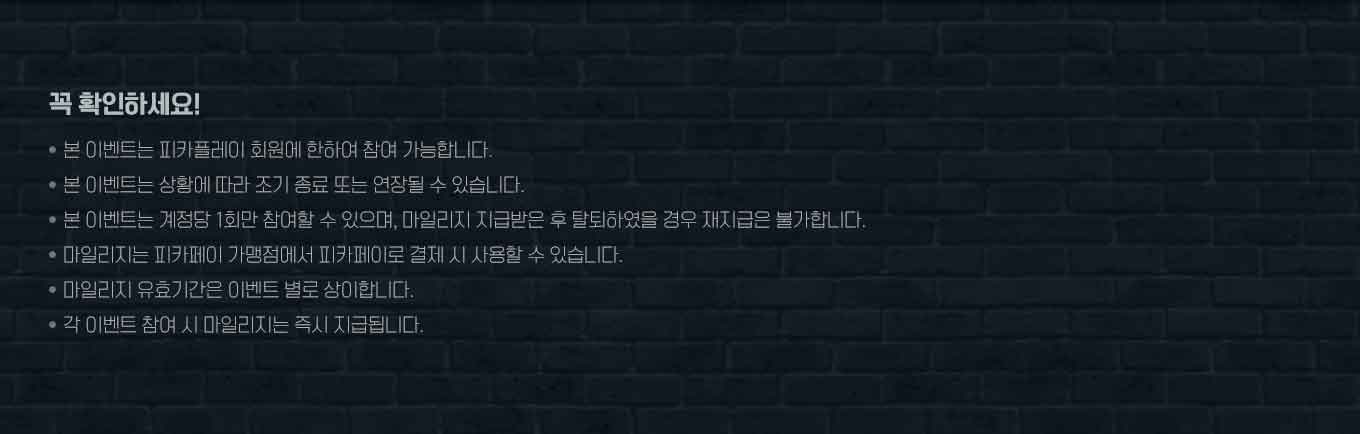 꼭 확인하세요!
• 본 이벤트는 피카플레이 회원에 한하여 참여 가능합니다.
• 본 이벤트는 상황에 따라 조기 종료 또는 연장될 수 있습니다.
• 본 이벤트는 계정당 1회만 참여할 수 있으며, 마일리지 지급받은 후 탈퇴하였을 경우 재지급은 불가합니다.
• 마일리지는 피카페이 가맹점에서 피카페이로 결제 시 사용할 수 있습니다.
• 마일리지 유효기간은 이벤트 별로 상이합니다.
• 각 이벤트 참여 시 마일리지는 즉시 지급됩니다.